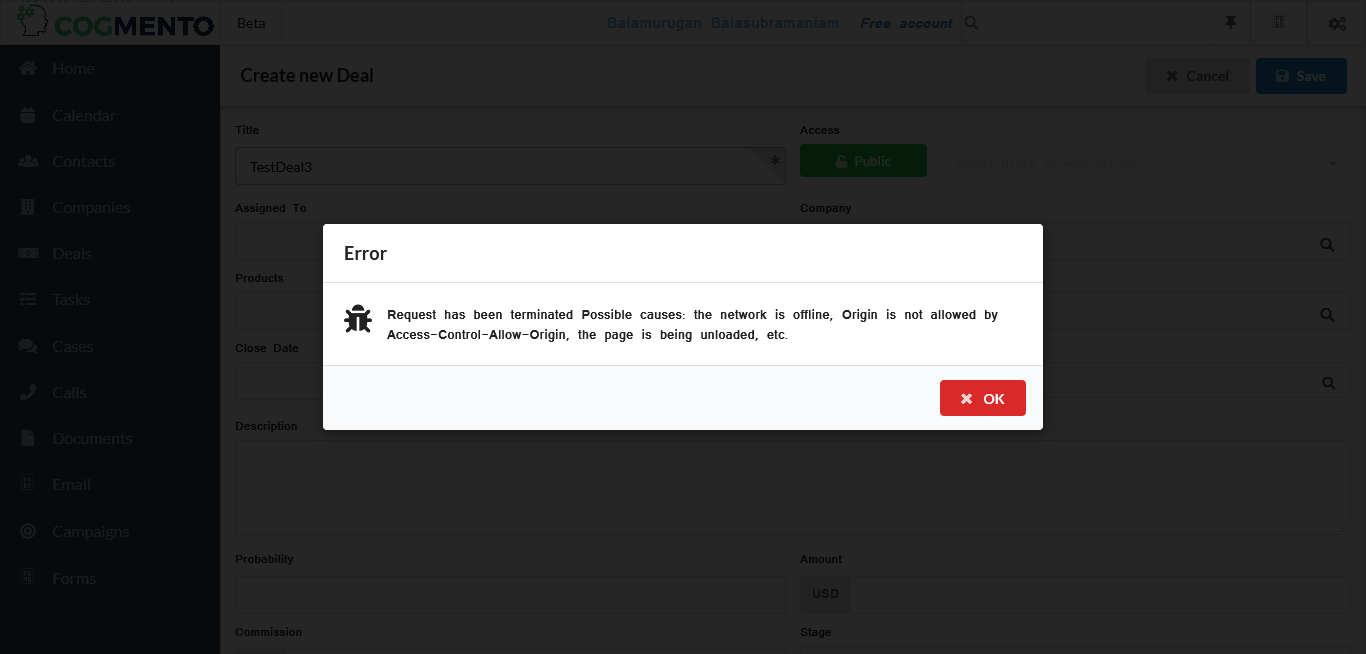 COGMENTO
Beta
Balamurugan Balasubramaniam Free account
Home
Calendar
Contacts
Companies
Deals
Tasks
Cases
Calls
Documents
Email
Campaigns
Forms
Create new Deal
Cancel
Save
Title
TestDeal3
*
Access
Public
Select users allowed access
Assigned To
Company
Products
Close Date
Description
Probability
Amount
USD
Commission
Stage
Error
Request has been terminated Possible causes: the network is offline, Origin is not allowed by
Access-Control-Allow-Origin, the page is being unloaded, etc.
OK